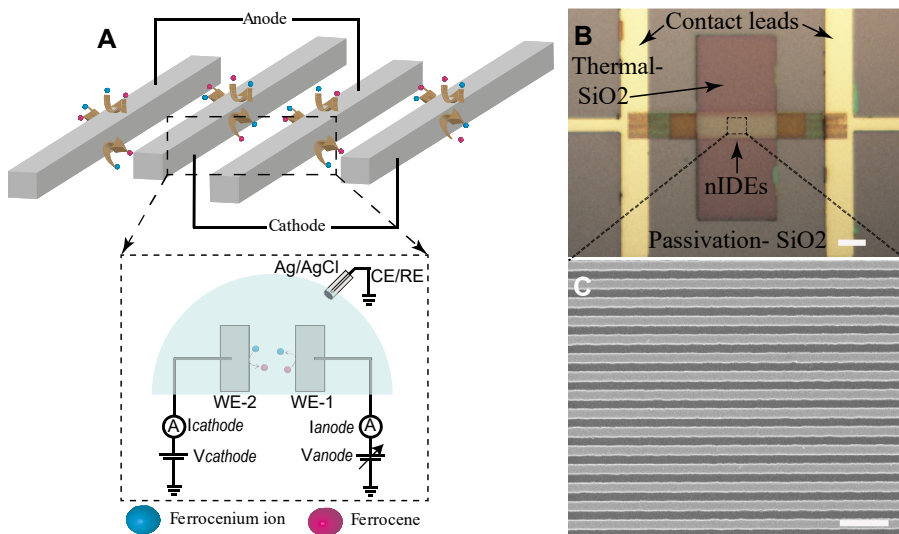 A
Anode
Cathode
Ag/AgCl
CE/RE
WE-2
WE-1
A
Icathode
Ianode
A
Vcathode
Vanode
Ferrocenium ion
Ferrocene
B
Contact leads
Thermal-
SiO2
nIDEs
Passivation- SiO2
C